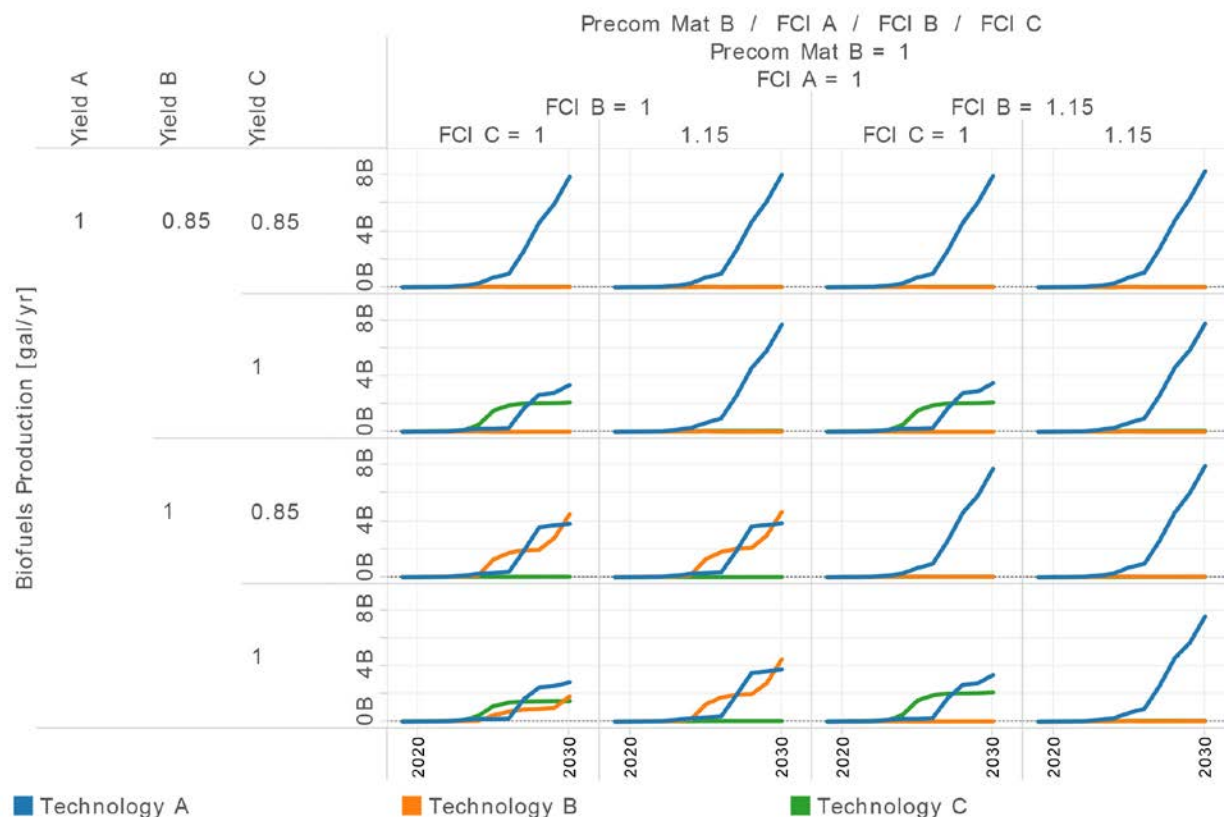 Precom Mat B / FCI A / FCI B / FCI C
Precom Mat B = 1
FCI A = 1
FCI B = 1 FCI B = 1.15
Yield A Yield B Yield C FCI C = 1 1.15 FCI C = 1 1.15
Biofuels Production [gal/yr]
1 0.85 0.85 8B 4B 0B
1 8B 4B 0B
1 0.85 8B 4B 0B
1 8B 4B 0B
2020 2030 2020 2030 2020 2030 2020 2030
Technology A Technology B Technology C